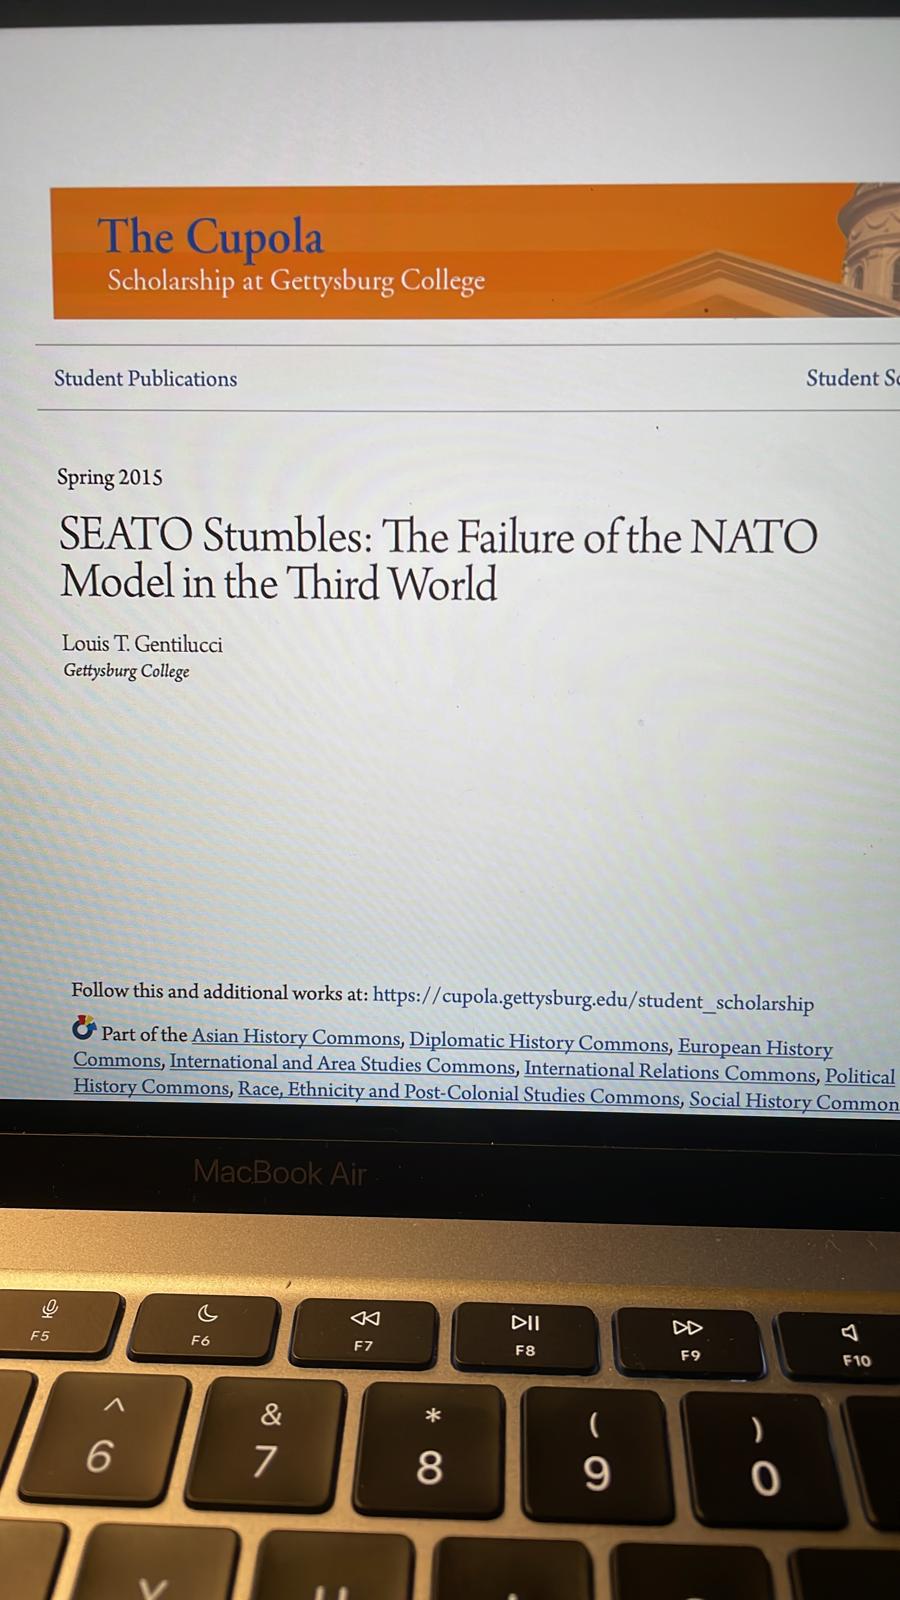 The Cupola
Scholarship at Gettysburg College
Student Publications
Student
Spring 2015
SEATO Stumbles: The Failure of the NATO
Model in the Third World
Louis T. Gentilucci
Gettysburg College
Follow this and additional works at: https://cupola.gettysburg.edu/student_scholarship
Part of the Asian History Commons, Diplomatic History Commons, European History
Commons, International and Area Studies Commons, International Relations Commons, Political
History Commons, Race, Ethnicity and Post-Colonial Studies Commons, Social History Common
MacBook Air
F5 F6 F7 F8 F9 F10
^ & * ( )
6 7 8 9 0